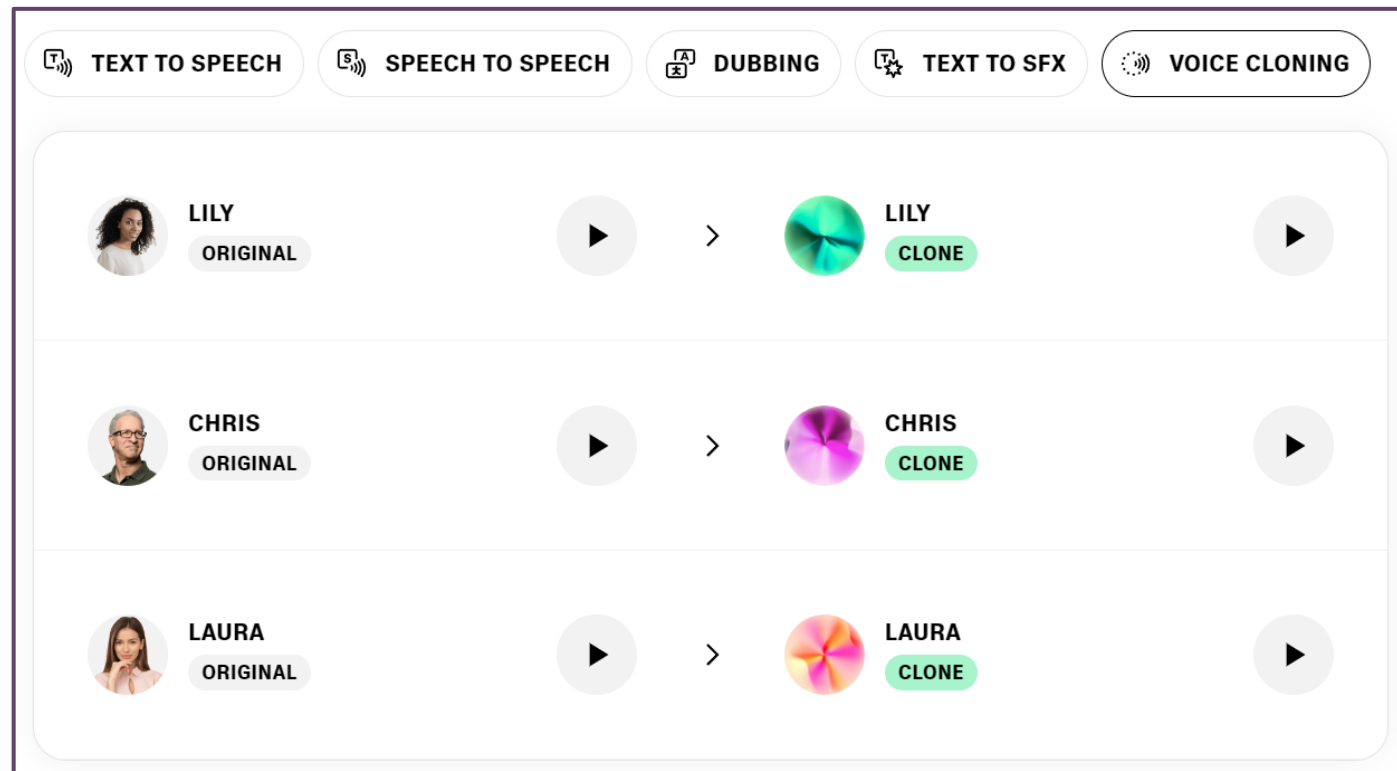 TEXT TO SPEECH
SPEECH TO SPEECH
DUBBING
TEXT TO SFX
VOICE CLONING
LILY
ORIGINAL
LILY
CLONE
CHRIS
ORIGINAL
CHRIS
CLONE
LAURA
ORIGINAL
LAURA
CLONE